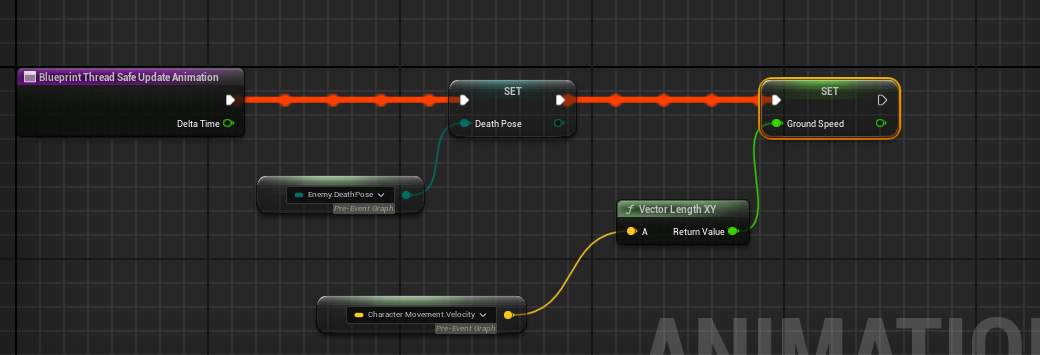 Blueprint Thread Safe Update Animation
Delta Time
SET
Death Pose
SET
Ground Speed
Enemy.DeathPose
Pre-Event Graph
f Vector Length XY
A Return Value
Character Movement.Velocity
Pre-Event Graph